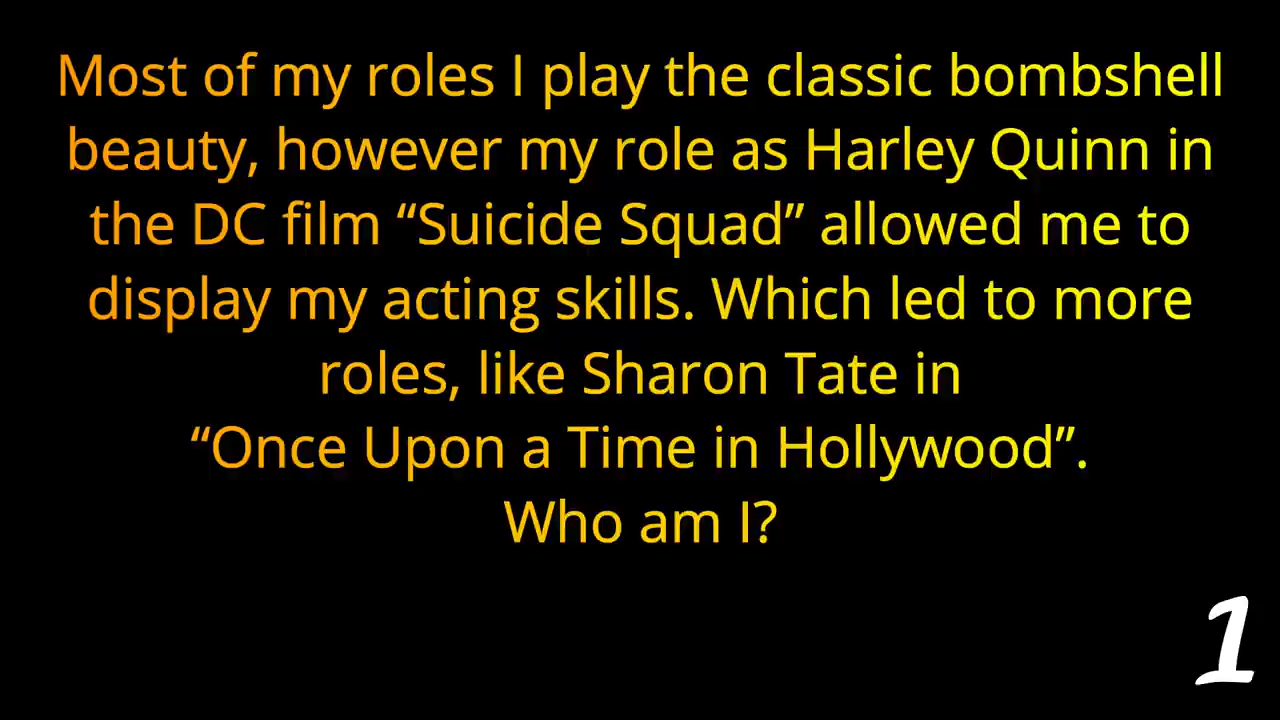 Most of my roles I play the classic bombshell
beauty, however my role as Harley Quinn in
the DC film “Suicide Squad” allowed me to
display my acting skills. Which led to more
roles, like Sharon Tate in
“Once Upon a Time in Hollywood”.
Who am I?
1